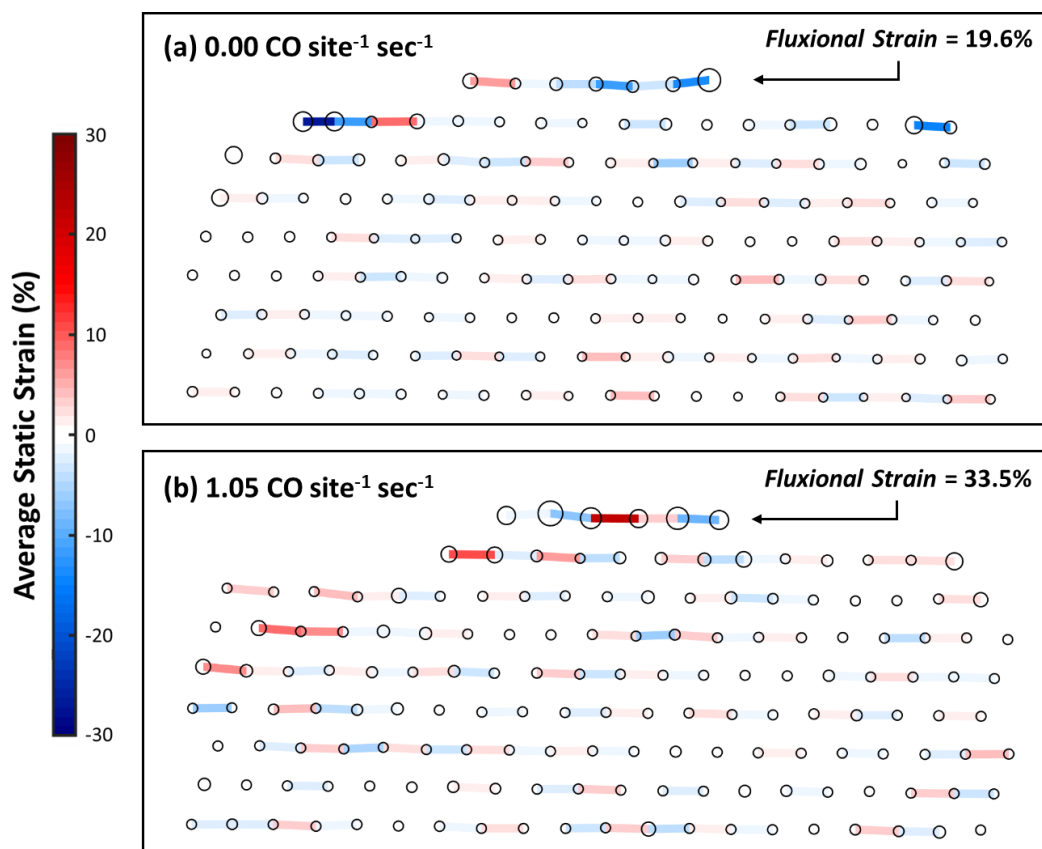 (a) 0.00 CO site⁻¹ sec⁻¹
Fluxional Strain = 19.6%
Average Static Strain (%)
30
20
10
0
-10
-20
-30
(b) 1.05 CO site⁻¹ sec⁻¹
Fluxional Strain = 33.5%